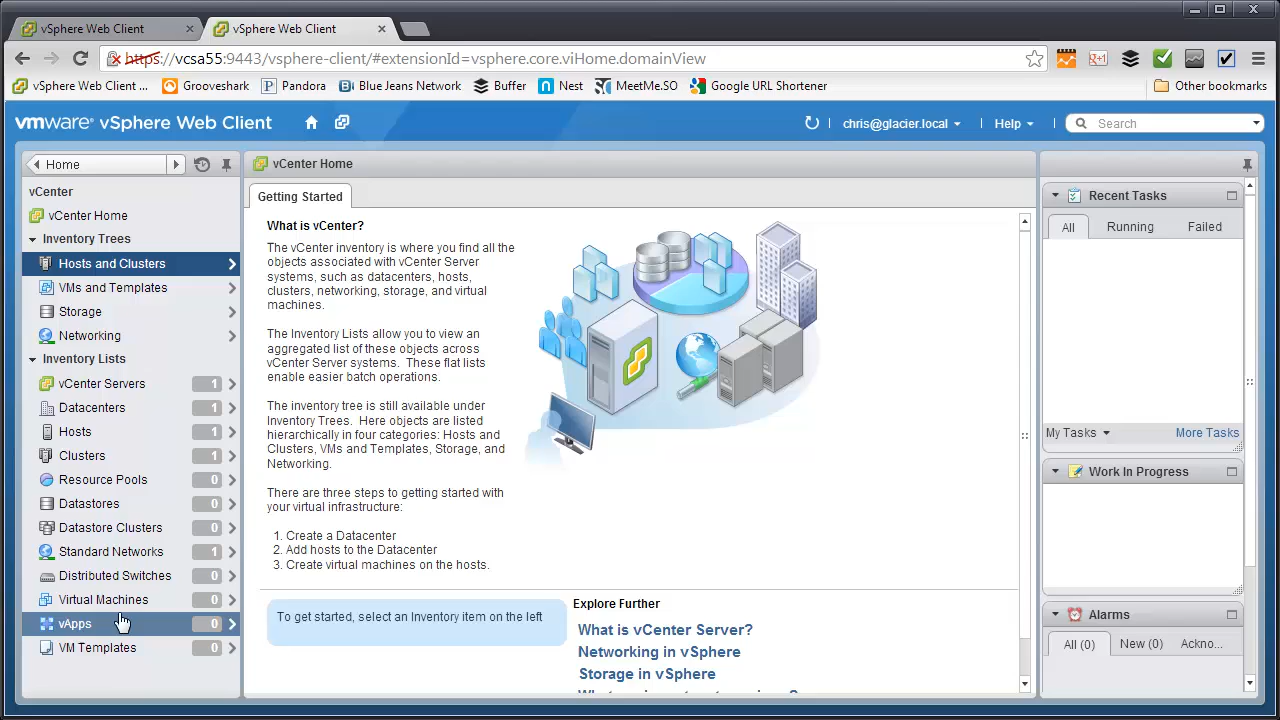 vSphere Web Client
vSphere Web Client
https://vcsa55:9443/vsphere-client/#extensionId=vsphere.core.viHome.domainView
vSphere Web Client ...
Grooveshark
Pandora
Blue Jeans Network
Buffer
Nest
MeetMe.SO
Google URL Shortener
Other bookmarks
vmware® vSphere Web Client
chris@glacier.local
Help
Search
Home
vCenter
vCenter Home
Inventory Trees
Hosts and Clusters
VMs and Templates
Storage
Networking
Inventory Lists
vCenter Servers 1
Datacenters 1
Hosts 1
Clusters 1
Resource Pools 0
Datastores 0
Datastore Clusters 0
Standard Networks 1
Distributed Switches 0
Virtual Machines 0
vApps 0
VM Templates 0
vCenter Home
Getting Started
What is vCenter?
The vCenter inventory is where you find all the
objects associated with vCenter Server
systems, such as datacenters, hosts,
clusters, networking, storage, and virtual
machines.
The Inventory Lists allow you to view an
aggregated list of these objects across
vCenter Server systems. These flat lists
enable easier batch operations.
The inventory tree is still available under
Inventory Trees. Here objects are listed
hierarchically in four categories: Hosts and
Clusters, VMs and Templates, Storage, and
Networking.
There are three steps to getting started with
your virtual infrastructure:
1. Create a Datacenter
2. Add hosts to the Datacenter
3. Create virtual machines on the hosts.
To get started, select an Inventory item on the left
Explore Further
What is vCenter Server?
Networking in vSphere
Storage in vSphere
Recent Tasks
All
Running
Failed
My Tasks
More Tasks
Work In Progress
Alarms
All (0)
New (0)
Ackno...